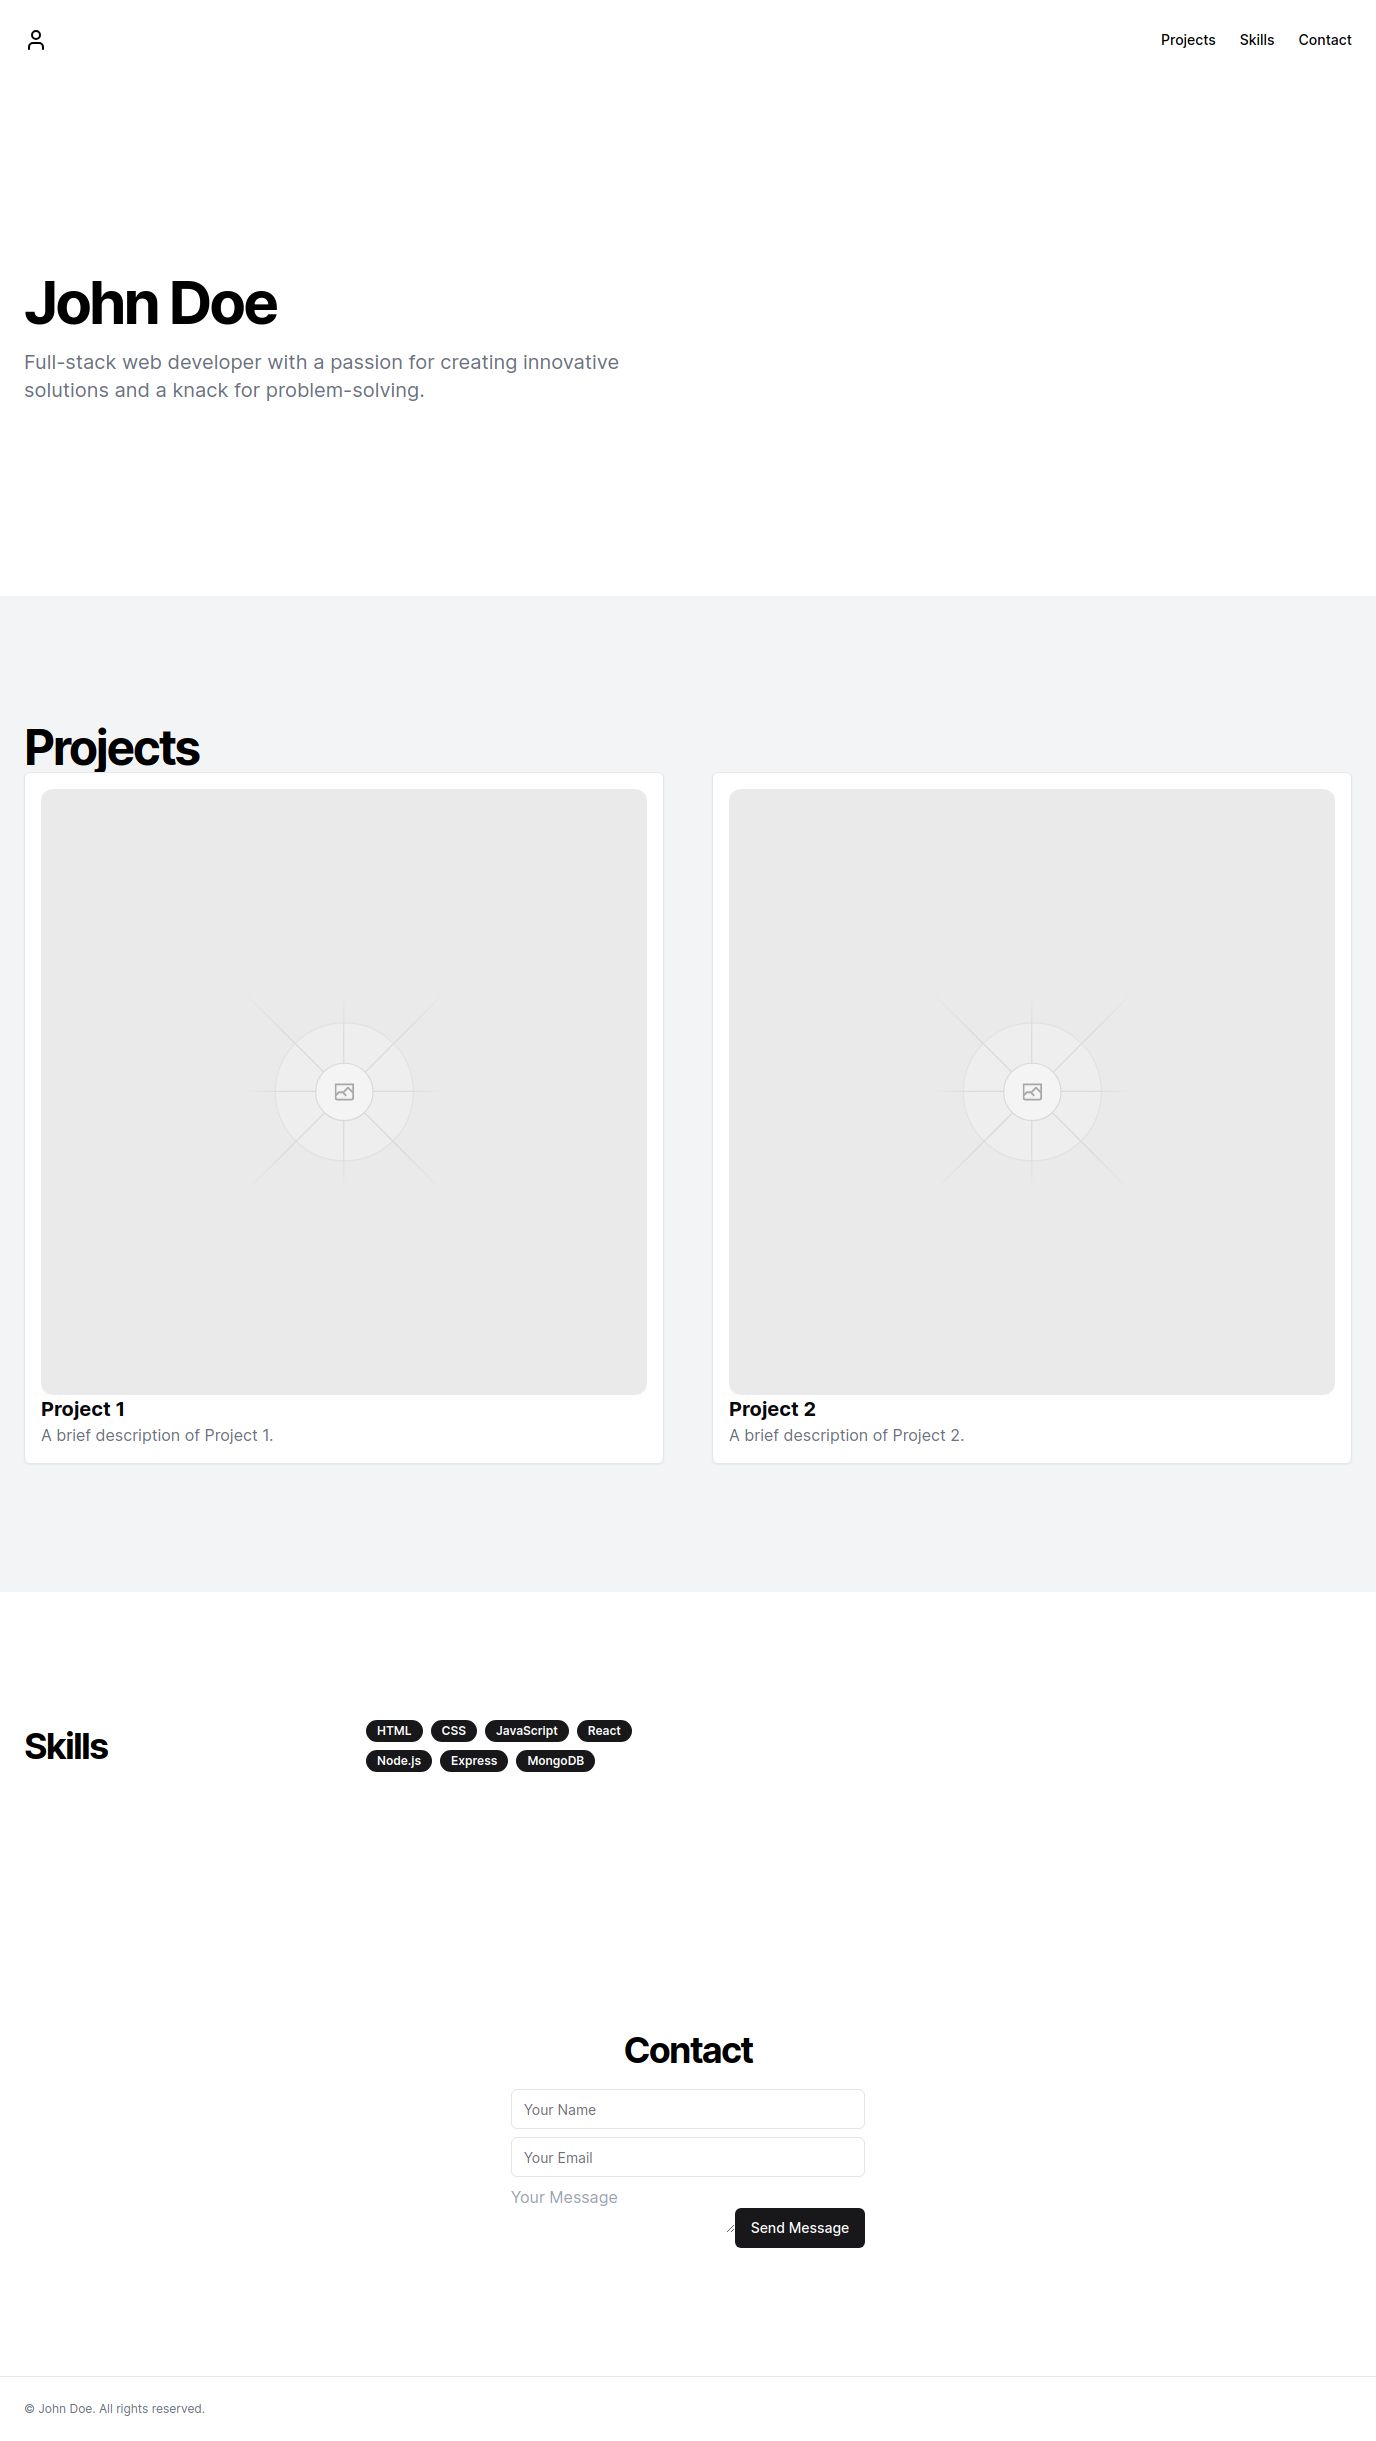 Projects Skills Contact
John Doe
Full-stack web developer with a passion for creating innovative
solutions and a knack for problem-solving.
Projects
Project 1
A brief description of Project 1.
Project 2
A brief description of Project 2.
Skills
HTML CSS JavaScript React
Node.js Express MongoDB
Contact
Your Name
Your Email
Your Message
Send Message
© John Doe. All rights reserved.